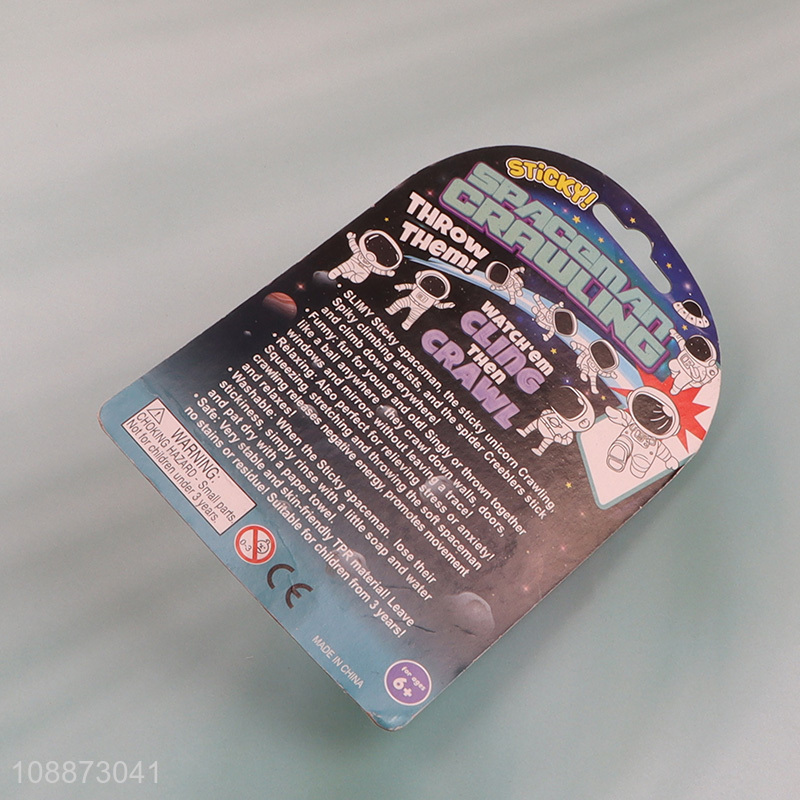 STICKY!
SPACEMAN
CRAWLING
THROW
THEM!
WATCH'EM
CLING
THEN
CRAWL
• SLIMY Sticky spaceman, the sticky unicorn Crawling,
Spiky climbing artists, and the spider Creeblers stick
and climb down everywhere!
• Funny: fun for young and old! Singly or thrown together
like a ball anywhere - they crawl down walls, doors,
windows and mirrors without leaving a trace!
• Relaxing: Also perfect for relieving stress or anxiety!
Squeezing, stretching and throwing the soft spaceman
crawling releases negative energy, promotes movement
and relaxes!
• Washable: When the Sticky spaceman, lose their
stickiness, simply rinse with a little soap and water
and pat dry with a paper towel.
• Safe: Very stable and skin-friendly TPR material! Leave
no stains or residue! Suitable for children from 3 years!
WARNING:
CHOKING HAZARD - Small parts
Not for children under 3 years.
0-3
CE
MADE IN CHINA
For ages
6+
108873041